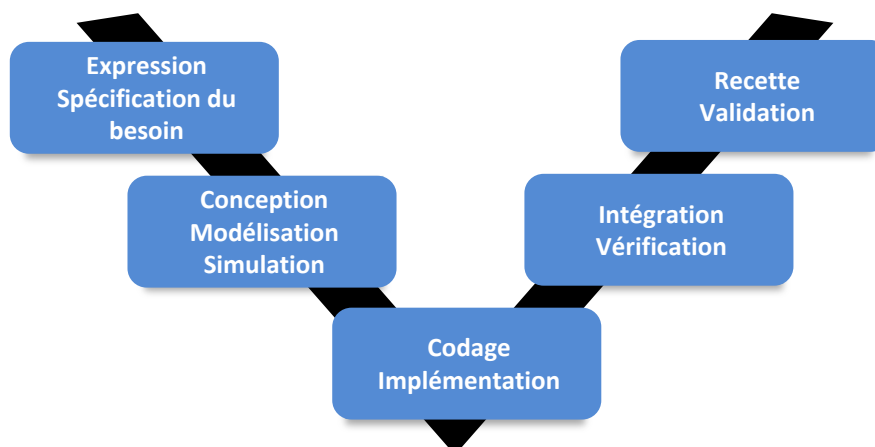 Expression
Spécification du
besoin
Conception
Modélisation
Simulation
Codage
Implémentation
Intégration
Vérification
Recette
Validation